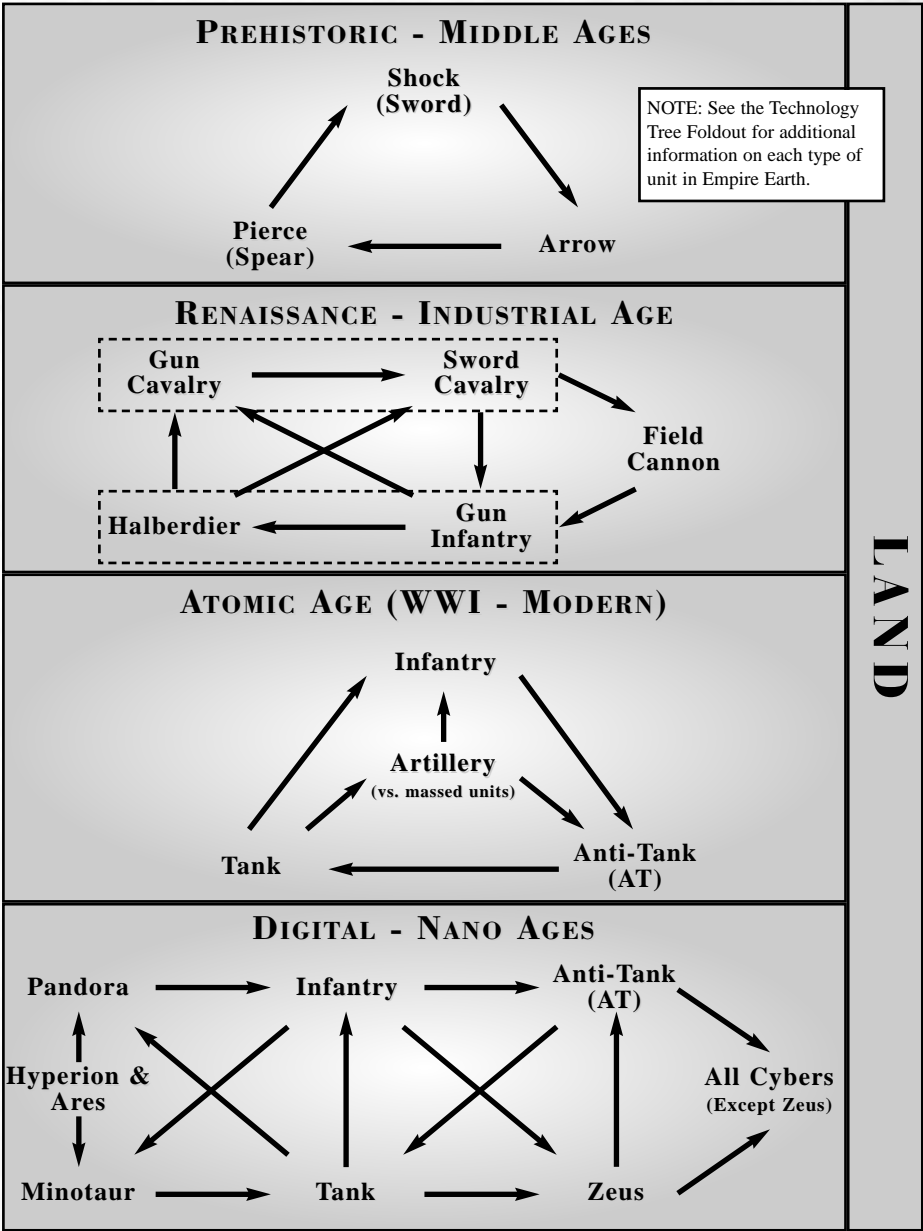 PREHISTORIC - MIDDLE AGES
Shock
(Sword)
NOTE: See the Technology
Tree Foldout for additional
information on each type of
unit in Empire Earth.
Pierce
(Spear)
Arrow
RENAISSANCE - INDUSTRIAL AGE
Gun
Cavalry
Sword
Cavalry
Field
Cannon
Halberdier
Gun
Infantry
ATOMIC AGE (WWI - MODERN)
Infantry
Artillery
(vs. massed units)
Tank
Anti-Tank
(AT)
DIGITAL - NANO AGES
Pandora
Infantry
Anti-Tank
(AT)
Hyperion &
Ares
All Cybers
(Except Zeus)
Minotaur
Tank
Zeus
LAND